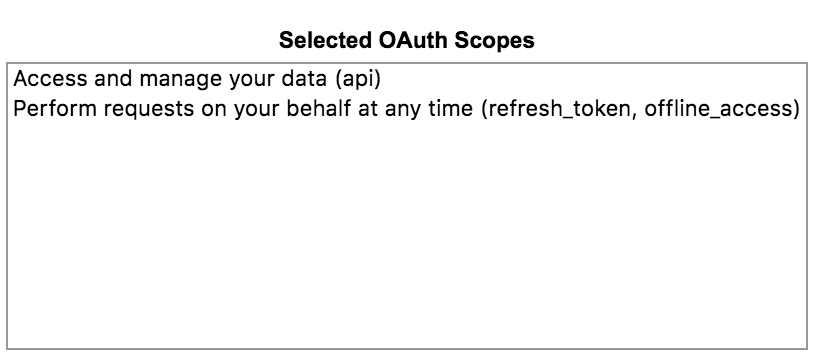 Selected OAuth Scopes
Access and manage your data (api)
Perform requests on your behalf at any time (refresh_token, offline_access)